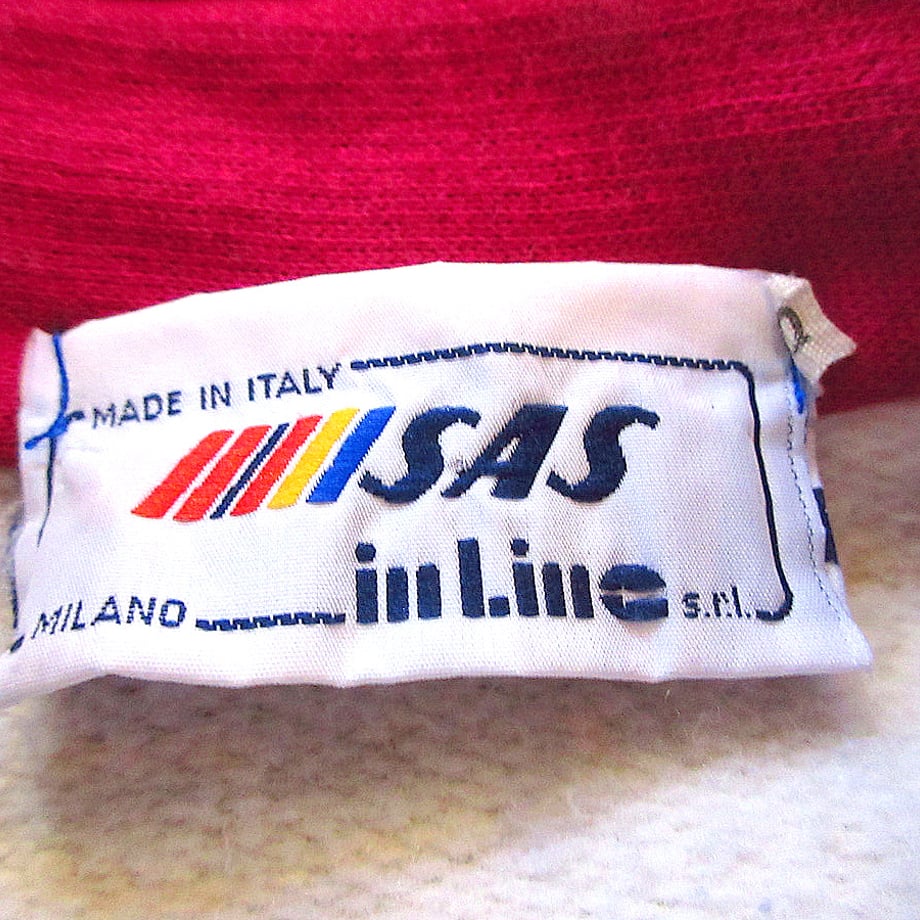 MADE IN ITALY
SAS
in Line s.r.l.
MILANO